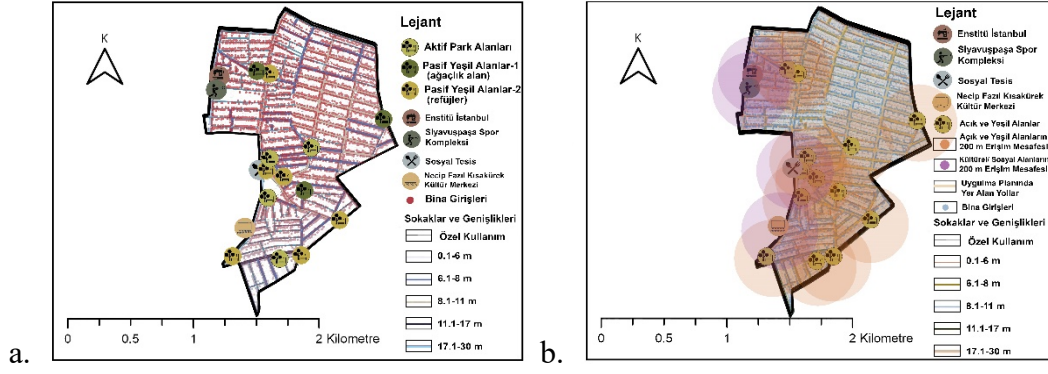 K
Lejant
Aktif Park Alanları
Pasif Yeşil Alanlar-1
(ağaçlık alan)
Pasif Yeşil Alanlar-2
(refüjler)
Enstitü İstanbul
Siyavuşpaşa Spor
Kompleksi
Sosyal Tesis
Necip Fazıl Kısakürek
Kültür Merkezi
Bina Girişleri
Sokaklar ve Genişlikleri
Özel Kullanım
0.1-6 m
6.1-8 m
8.1-11 m
11.1-17 m
17.1-30 m
0 0.5 1 2 Kilometre
a.
K
Lejant
Enstitü İstanbul
Siyavuşpaşa Spor
Kompleksi
Sosyal Tesis
Necip Fazıl Kısakürek
Kültür Merkezi
Açık ve Yeşil Alanlar
Açık ve Yeşil Alanların
200 m Erişim Mesafesi
Kültürel/ Sosyal Alanların
200 m Erişim Mesafesi
Uygulma Planında
Yer Alan Yollar
Bina Girişleri
Sokaklar ve Genişlikleri
Özel Kullanım
0.1-6 m
6.1-8 m
8.1-11 m
11.1-17 m
17.1-30 m
0 0.5 1 2 Kilometre
b.